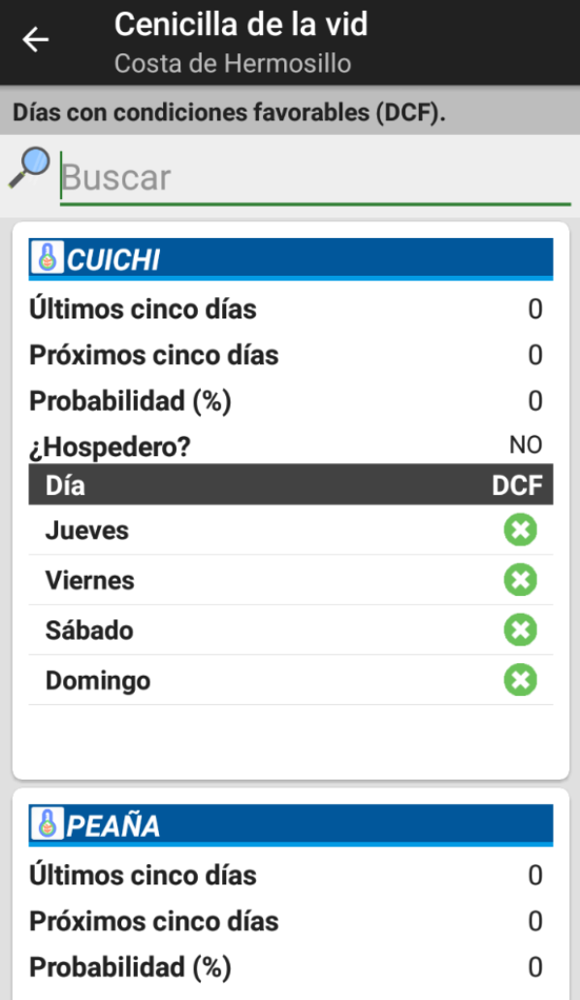 Cenicilla de la vid
Costa de Hermosillo
Días con condiciones favorables (DCF).
Buscar
CUICHI
Últimos cinco días 0
Próximos cinco días 0
Probabilidad (%) 0
¿Hospedero? NO
Día DCF
Jueves
Viernes
Sábado
Domingo
PEAÑA
Últimos cinco días 0
Próximos cinco días 0
Probabilidad (%) 0